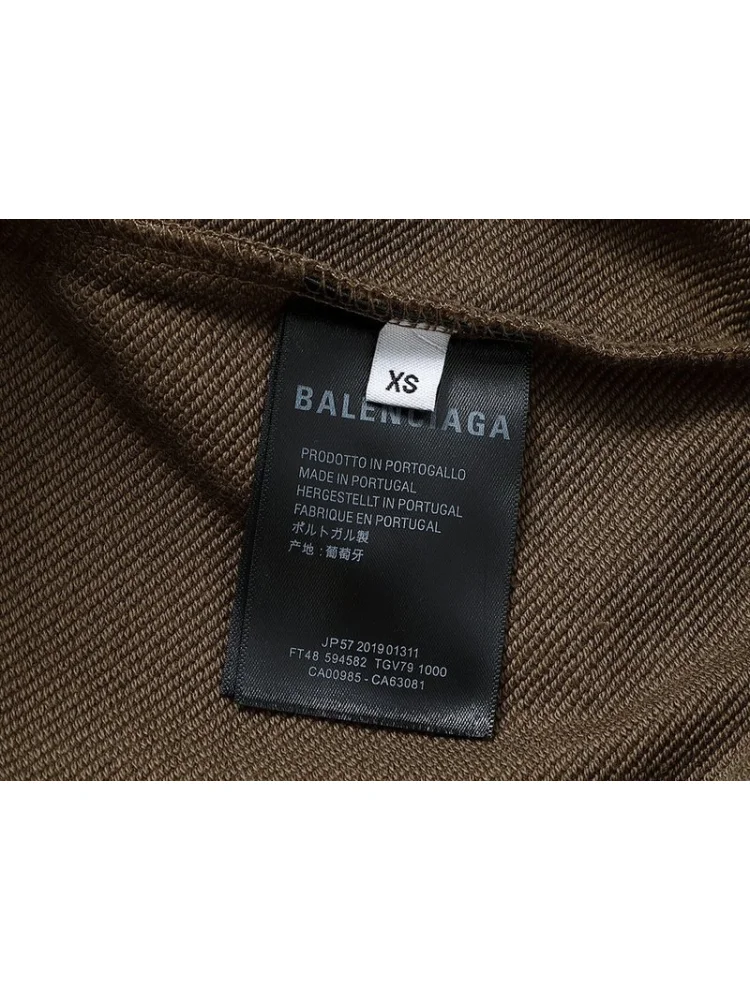 XS
BALENCIAGA
PRODOTTO IN PORTOGALLO
MADE IN PORTUGAL
HERGESTELLT IN PORTUGAL
FABRIQUE EN PORTUGAL
ポルトガル製
产地:葡萄牙
JP57 201901311
FT48 594582 TGV79 1000
CA00985-CA63081